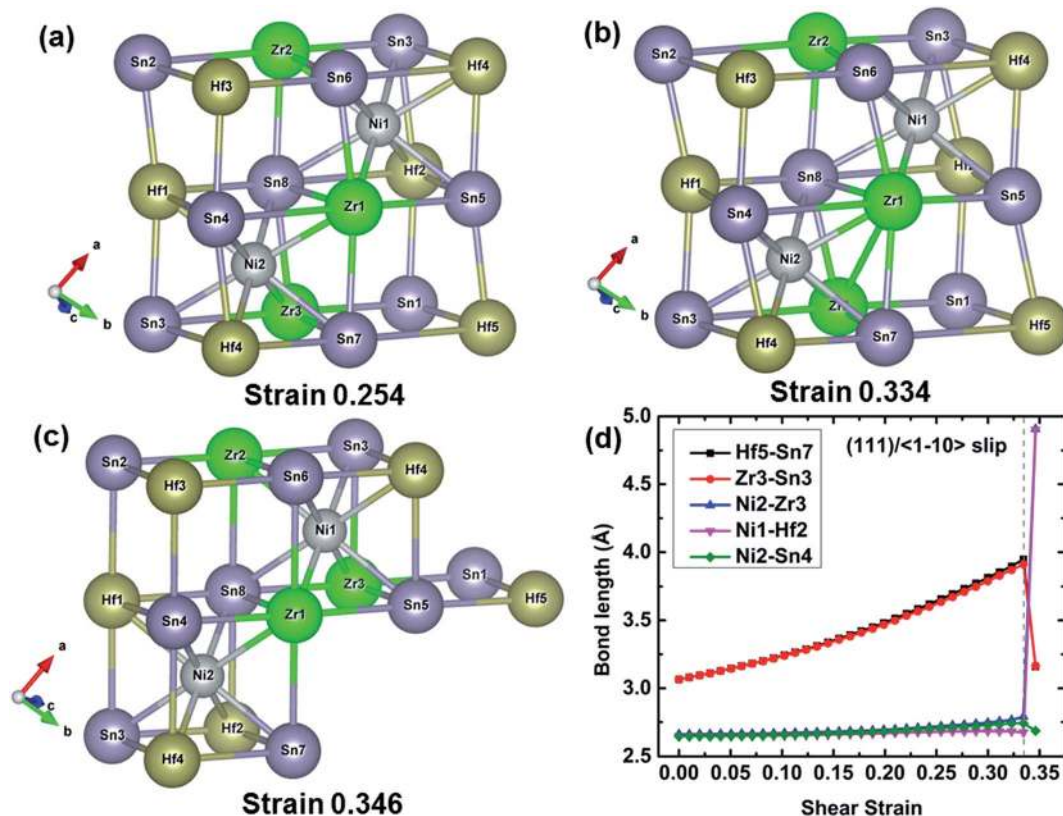 (a)
Sn2
Zr2
Sn3
Hf3
Sn6
Hf4
Ni1
Hf1
Sn8
Hf2
Sn4
Zr1
Sn5
Ni2
Sn3
Zr3
Sn1
Hf4
Sn7
Hf5
a
c
b
Strain 0.254
(b)
Sn2
Zr2
Sn3
Hf3
Sn6
Hf4
Ni1
Hf1
Sn8
Sn4
Zr1
Sn5
Ni2
Sn3
Sn1
Hf4
Sn7
Hf5
a
c
b
Strain 0.334
(c)
Sn2
Zr2
Sn3
Hf3
Sn6
Hf4
Ni1
Hf1
Sn8
Zr3
Sn1
Sn4
Zr1
Sn5
Hf5
Ni2
Sn3
Hf2
Sn7
Hf4
a
c
b
Strain 0.346
(d)
(111)/<1-10> slip
Hf5-Sn7
Zr3-Sn3
Ni2-Zr3
Ni1-Hf2
Ni2-Sn4
5.0
4.5
4.0
3.5
3.0
2.5
Bond length (Å)
0.00 0.05 0.10 0.15 0.20 0.25 0.30 0.35
Shear Strain